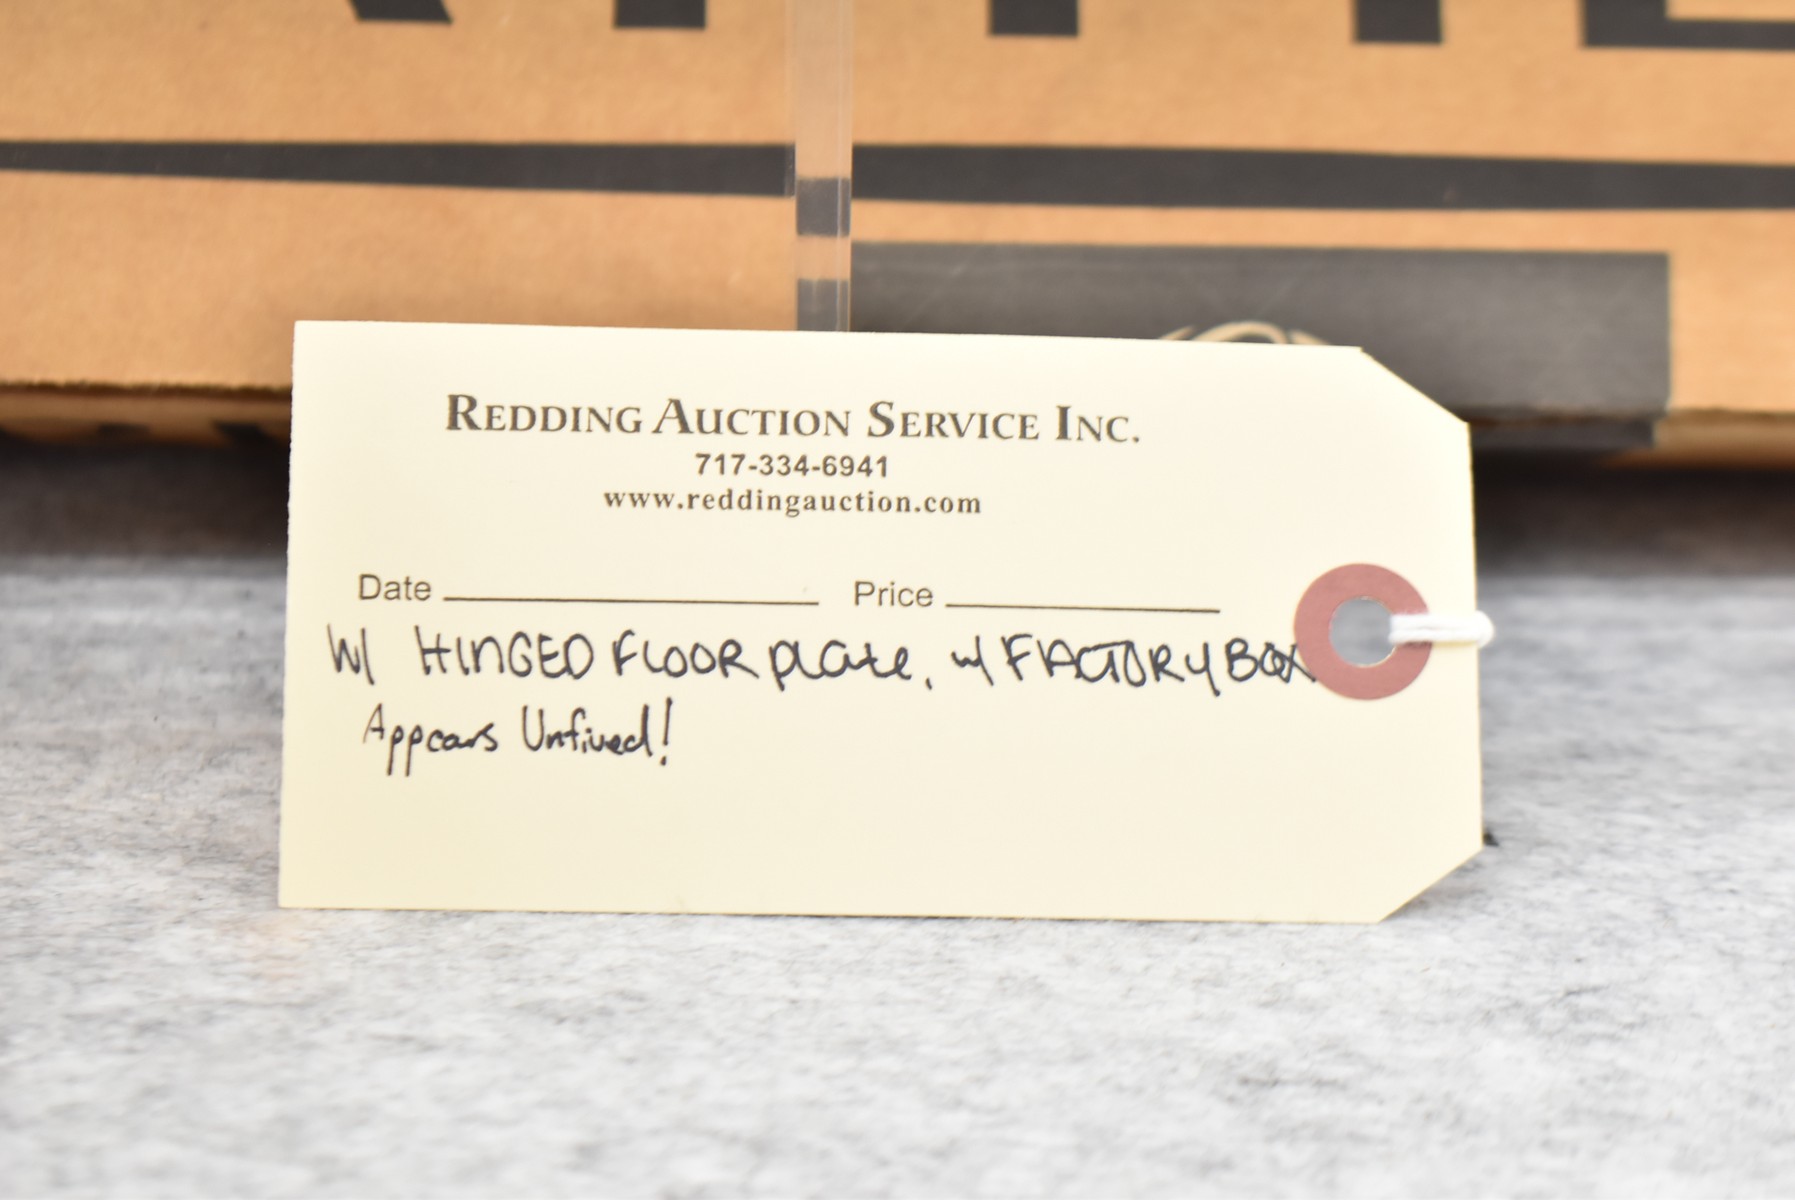 REDDING AUCTION SERVICE INC.
717-334-6941
www.reddingauction.com
Date Price
W/ HINGED FLOOR PLATE, w/ FACTORY BOX
Appears Unfired!